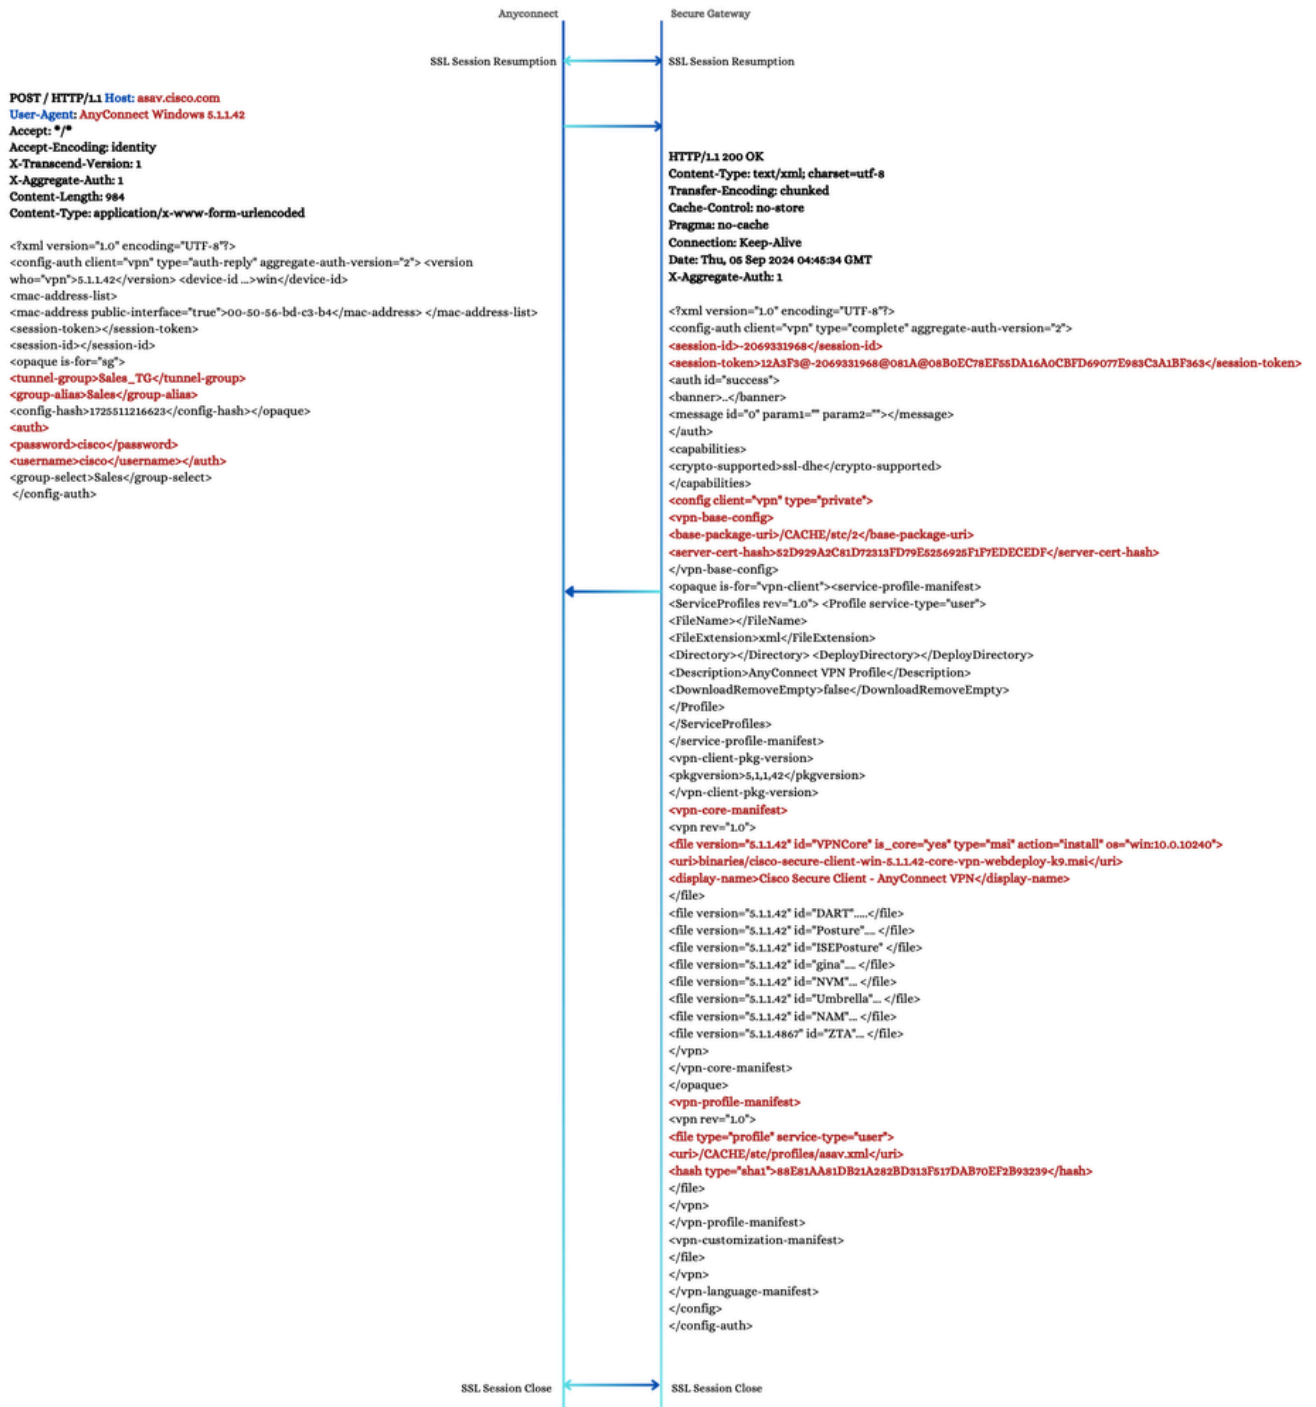 Anyconnect
Secure Gateway
SSL Session Resumption
SSL Session Resumption
POST / HTTP/1.1 Host: asav.cisco.com
User-Agent: AnyConnect Windows 5.1.1.42
Accept: */*
Accept-Encoding: identity
X-Transcend-Version: 1
X-Aggregate-Auth: 1
Content-Length: 984
Content-Type: application/x-www-form-urlencoded
<?xml version="1.0" encoding="UTF-8"?>
<config-auth client="vpn" type="auth-reply" aggregate-auth-version="2"> <version
who="vpn">5.1.1.42</version> <device-id ...>win</device-id>
<mac-address-list>
<mac-address public-interface="true">00-50-56-bd-c3-b4</mac-address> </mac-address-list>
<session-token></session-token>
<session-id></session-id>
<opaque is-for="sg">
<tunnel-group>Sales_TG</tunnel-group>
<group-alias>Sales</group-alias>
<config-hash>1725511216623</config-hash></opaque>
<auth>
<password>cisco</password>
<username>cisco</username></auth>
<group-select>Sales</group-select>
</config-auth>
HTTP/1.1 200 OK
Content-Type: text/xml; charset=utf-8
Transfer-Encoding: chunked
Cache-Control: no-store
Pragma: no-cache
Connection: Keep-Alive
Date: Thu, 05 Sep 2024 04:45:34 GMT
X-Aggregate-Auth: 1
<?xml version="1.0" encoding="UTF-8"?>
<config-auth client="vpn" type="complete" aggregate-auth-version="2">
<session-id>-2069331968</session-id>
<session-token>12A3F3@-2069331968@081A@08B0EC78EF55DA16A0CBFD69077E983C3A1BF363</session-token>
<auth id="success">
<banner>..</banner>
<message id="0" param1="" param2=""></message>
</auth>
<capabilities>
<crypto-supported>ssl-dhe</crypto-supported>
</capabilities>
<config client="vpn" type="private">
<vpn-base-config>
<base-package-uri>/CACHE/stc/2</base-package-uri>
<server-cert-hash>52D929A2C81D72313FD79E5256925F1F7EDECEDF</server-cert-hash>
</vpn-base-config>
<opaque is-for="vpn-client"><service-profile-manifest>
<ServiceProfiles rev="1.0"> <Profile service-type="user">
<FileName></FileName>
<FileExtension>xml</FileExtension>
<Directory></Directory> <DeployDirectory></DeployDirectory>
<Description>AnyConnect VPN Profile</Description>
<DownloadRemoveEmpty>false</DownloadRemoveEmpty>
</Profile>
</ServiceProfiles>
</service-profile-manifest>
<vpn-client-pkg-version>
<pkgversion>5,1,1,42</pkgversion>
</vpn-client-pkg-version>
<vpn-core-manifest>
<vpn rev="1.0">
<file version="5.1.1.42" id="VPNCore" is_core="yes" type="msi" action="install" os="win:10.0.10240">
<uri>binaries/cisco-secure-client-win-5.1.1.42-core-vpn-webdeploy-k9.msi</uri>
<display-name>Cisco Secure Client - AnyConnect VPN</display-name>
</file>
<file version="5.1.1.42" id="DART".....</file>
<file version="5.1.1.42" id="Posture".... </file>
<file version="5.1.1.42" id="ISEPosture" </file>
<file version="5.1.1.42" id="gina".... </file>
<file version="5.1.1.42" id="NVM"... </file>
<file version="5.1.1.42" id="Umbrella"... </file>
<file version="5.1.1.42" id="NAM"... </file>
<file version="5.1.1.4867" id="ZTA"... </file>
</vpn>
</vpn-core-manifest>
</opaque>
<vpn-profile-manifest>
<vpn rev="1.0">
<file type="profile" service-type="user">
<uri>/CACHE/stc/profiles/asav.xml</uri>
<hash type="sha1">88E81AA81DB21A282BD313F517DAB70EF2B93239</hash>
</file>
</vpn>
</vpn-profile-manifest>
<vpn-customization-manifest>
</file>
</vpn>
</vpn-language-manifest>
</config>
</config-auth>
SSL Session Close
SSL Session Close